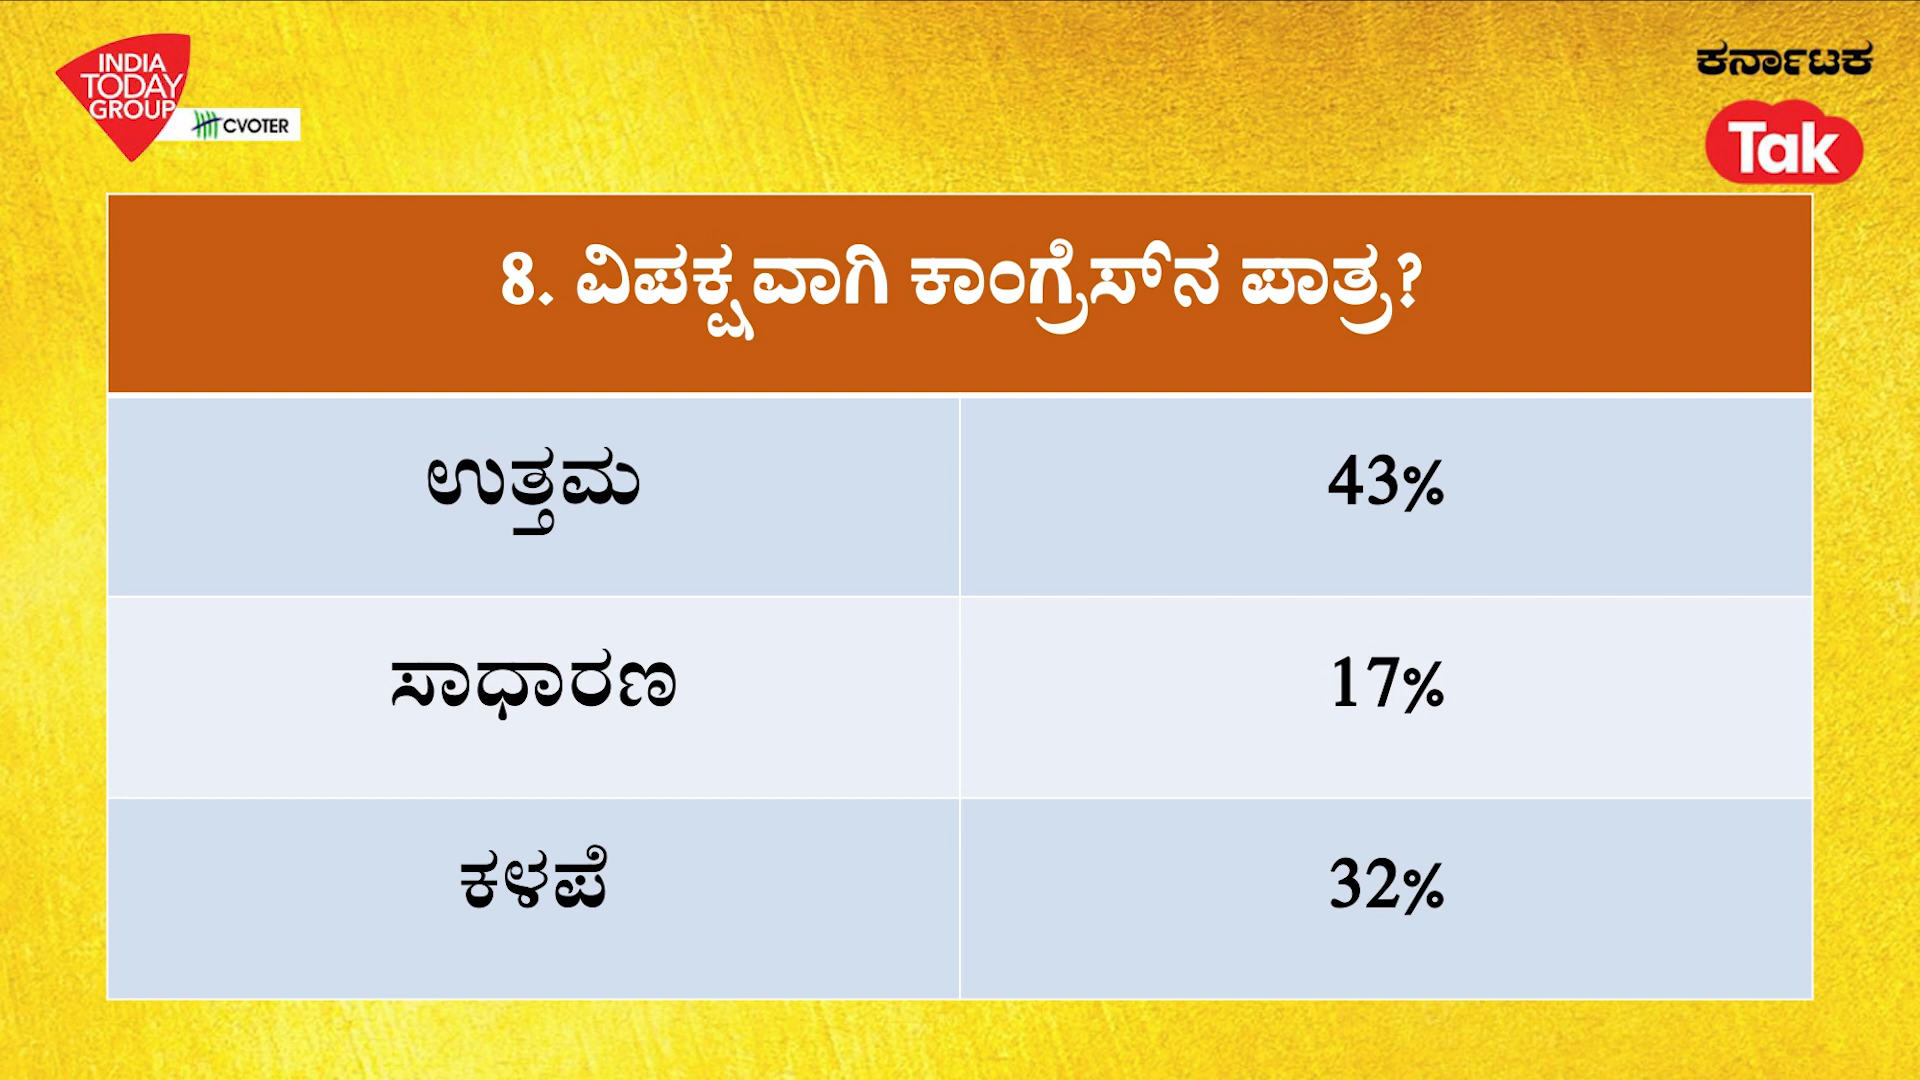 INDIA
TODAY
GROUP
CVOTER
ಕರ್ನಾಟಕ
Tak
8. ವಿಪಕ್ಷವಾಗಿ ಕಾಂಗ್ರೆಸ್‌ನ ಪಾತ್ರ?
ಉತ್ತಮ 43%
ಸಾಧಾರಣ 17%
ಕಳಪೆ 32%